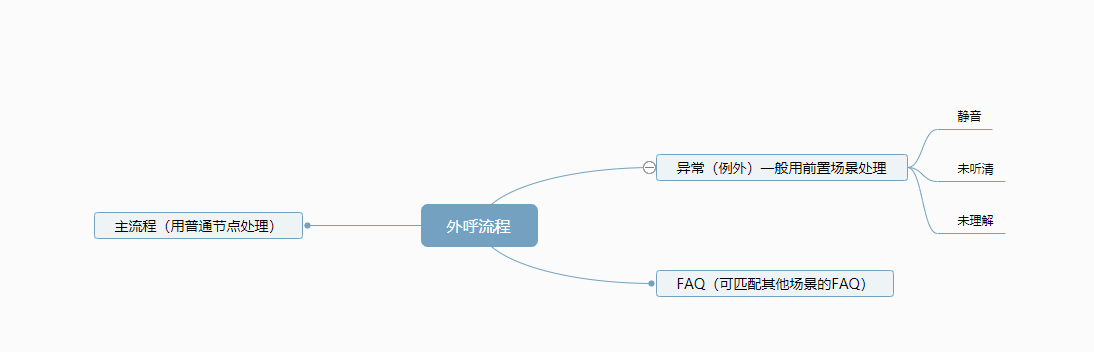 静音
异常（例外）一般用前置场景处理
未听清
主流程（用普通节点处理）
外呼流程
未理解
FAQ（可匹配其他场景的FAQ）